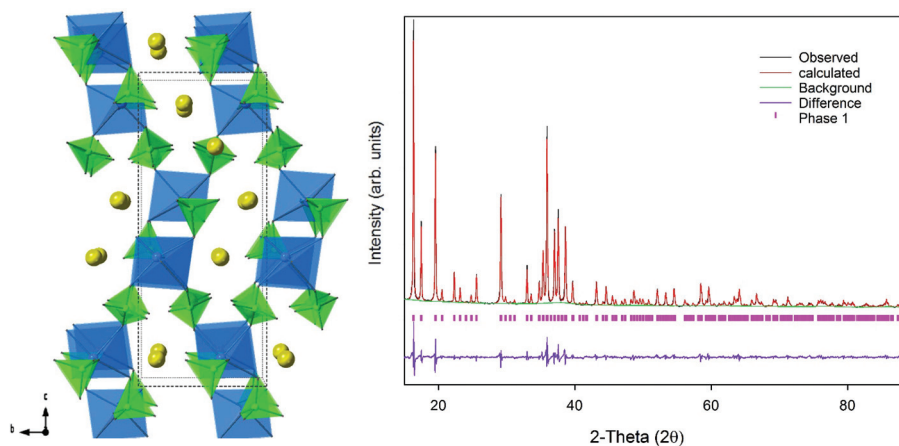 c
b
Observed
calculated
Background
Difference
Phase 1
Intensity (arb. units)
20
40
60
80
2-Theta (2θ)